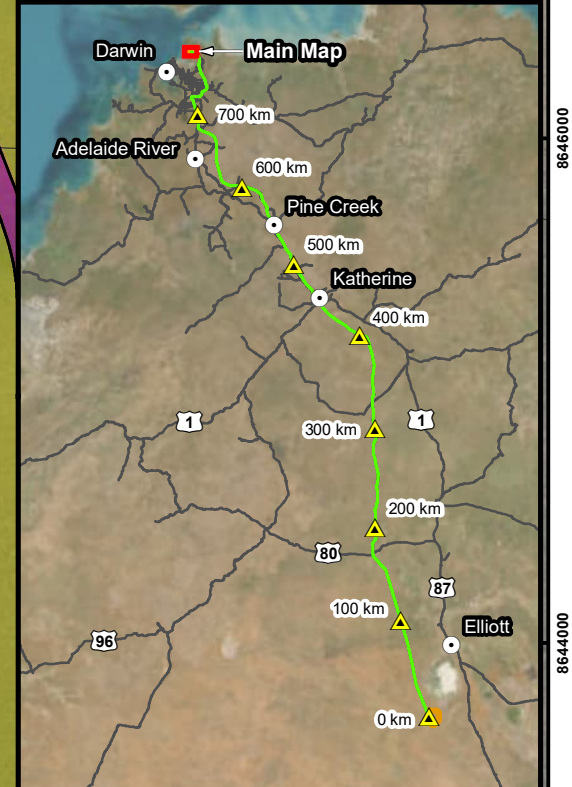 Darwin
Main Map
700 km
8646000
Adelaide River
600 km
Pine Creek
500 km
Katherine
400 km
1
1
300 km
200 km
80
87
100 km
Elliott
8644000
96
0 km